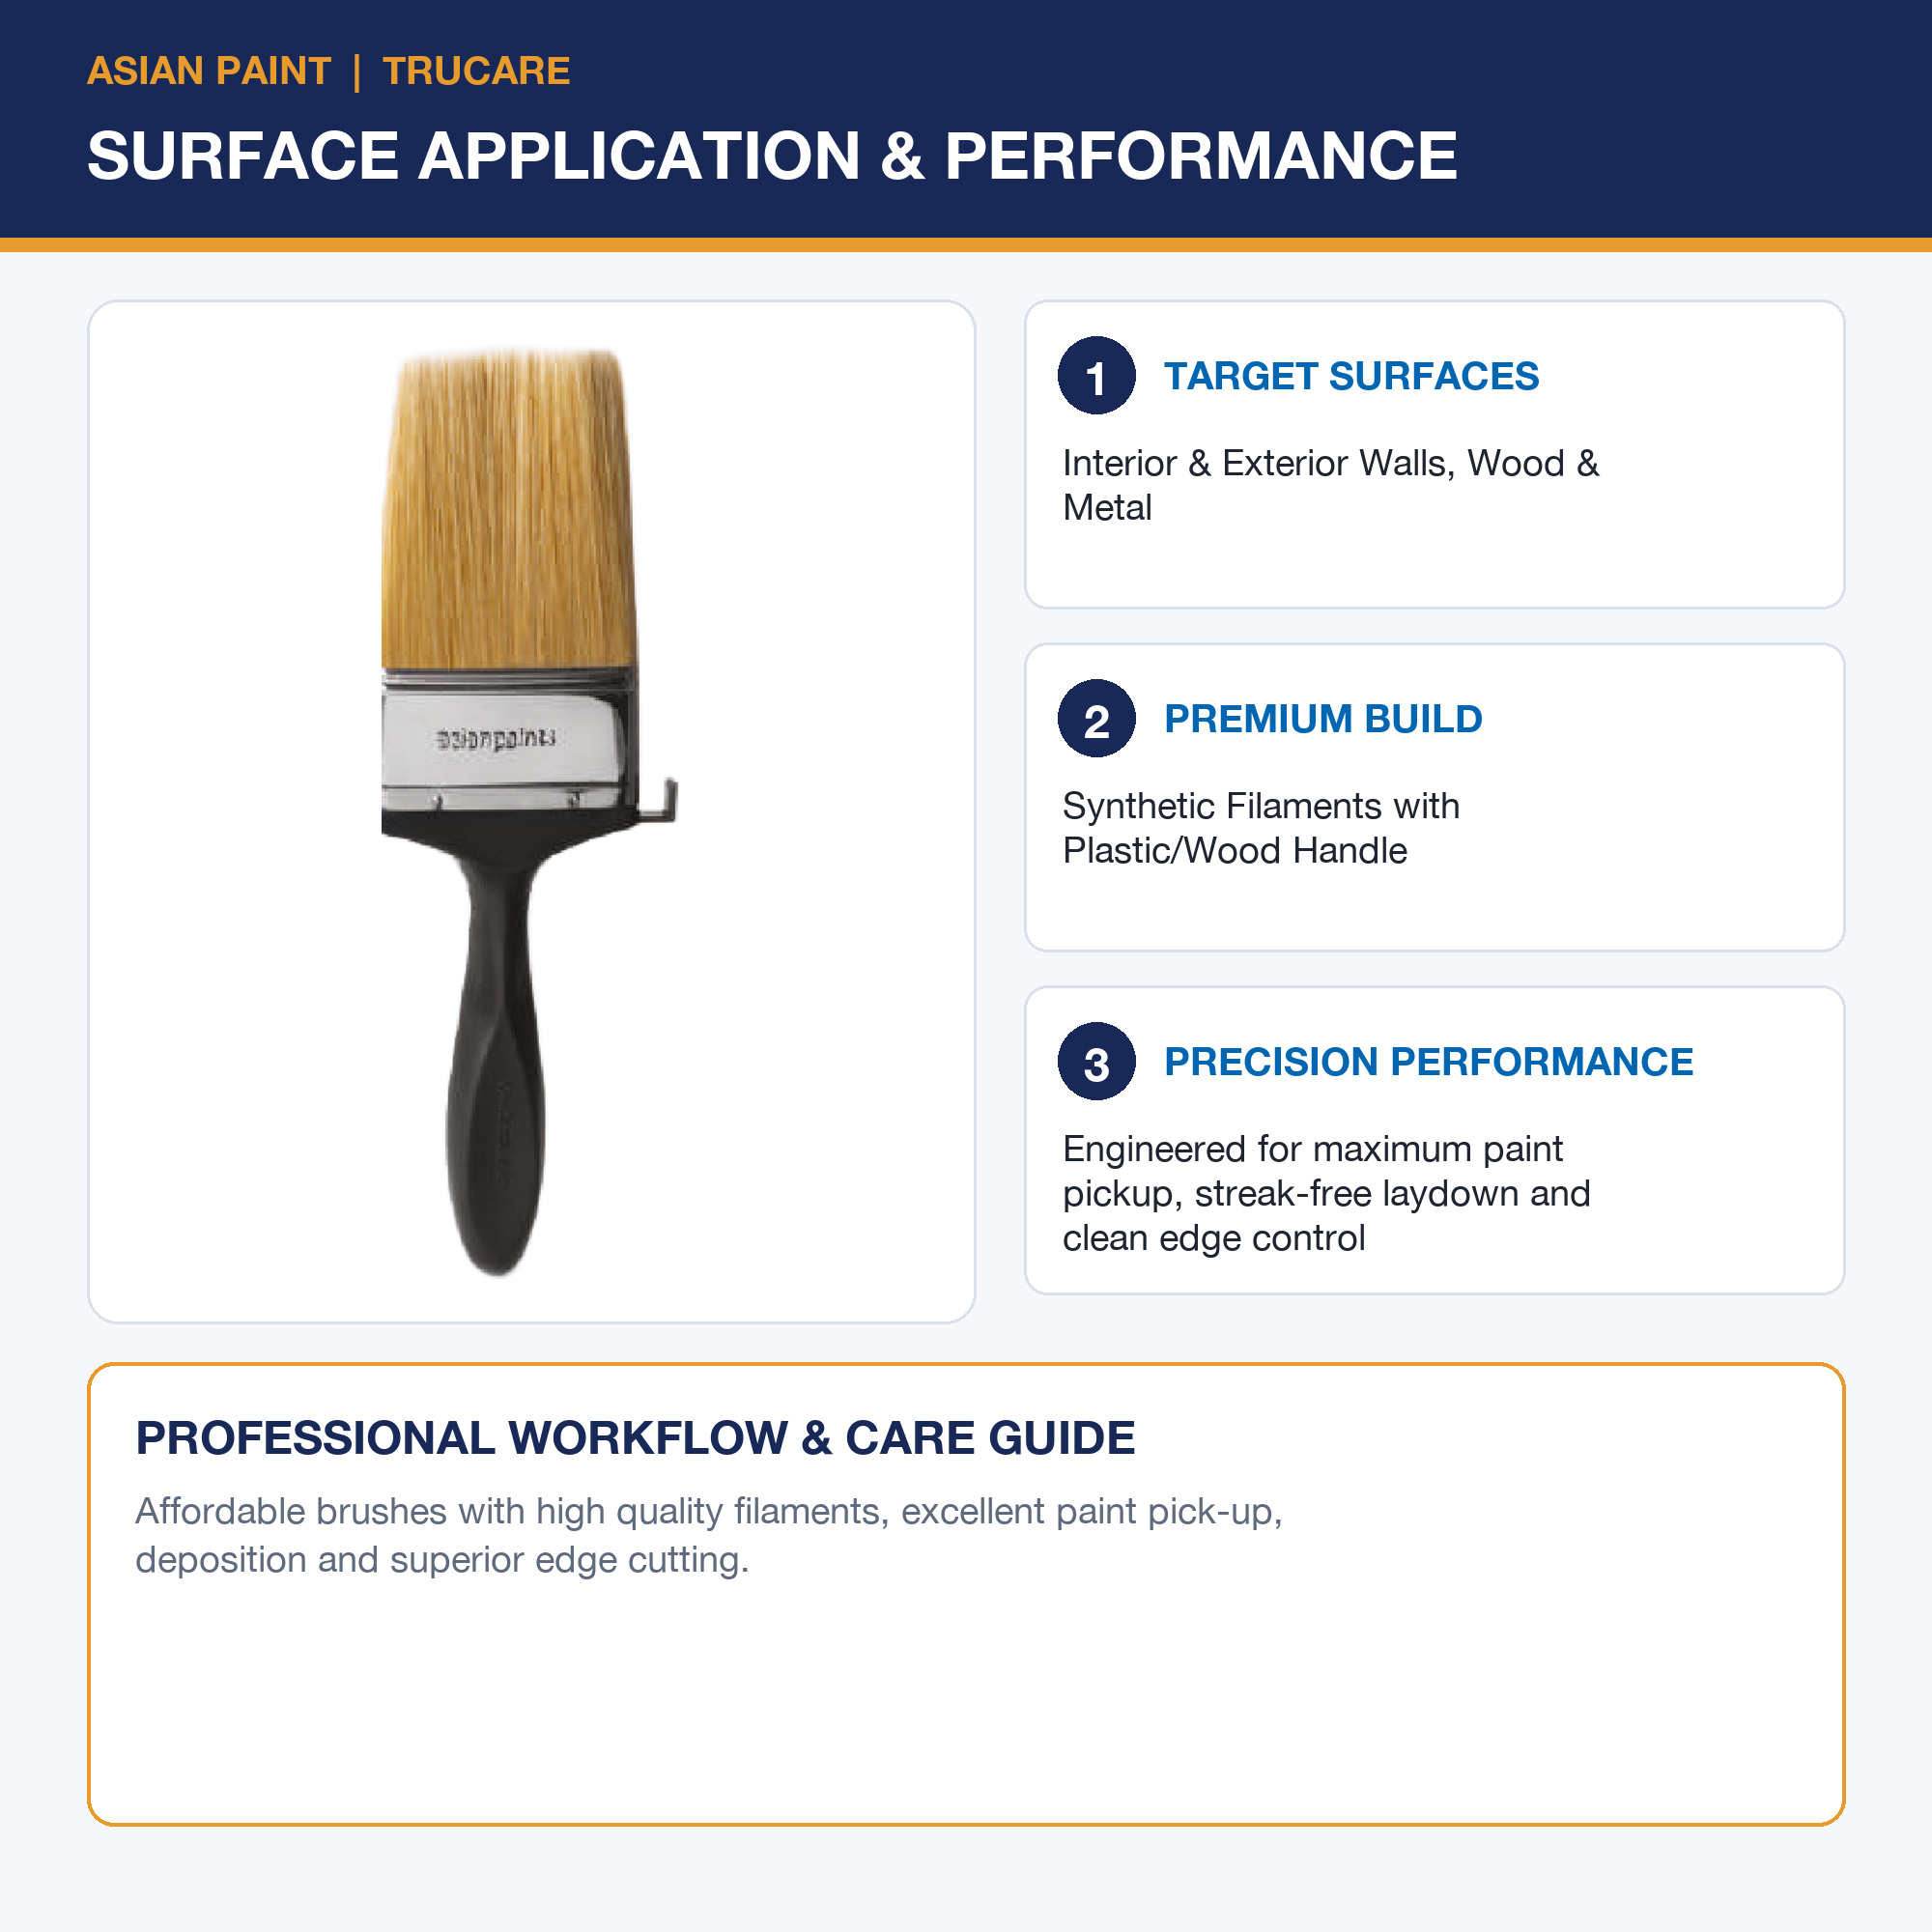 ASIAN PAINT | TRUCARE
SURFACE APPLICATION & PERFORMANCE
asianpaints
1 TARGET SURFACES
Interior & Exterior Walls, Wood &
Metal
2 PREMIUM BUILD
Synthetic Filaments with
Plastic/Wood Handle
3 PRECISION PERFORMANCE
Engineered for maximum paint
pickup, streak-free laydown and
clean edge control
PROFESSIONAL WORKFLOW & CARE GUIDE
Affordable brushes with high quality filaments, excellent paint pick-up,
deposition and superior edge cutting.